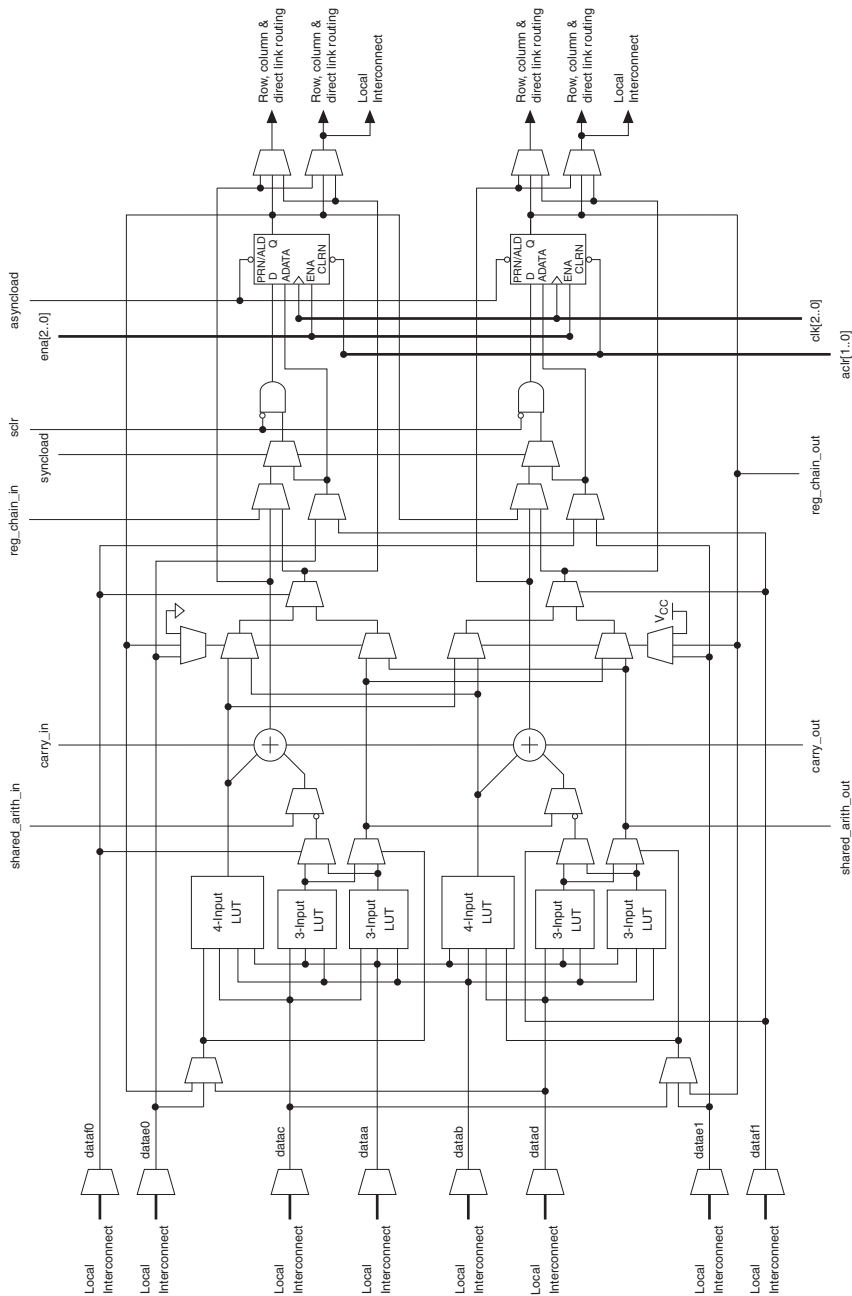 Row, column &
direct link routing
Row, column &
direct link routing
Local
Interconnect
Row, column &
direct link routing
Row, column &
direct link routing
Local
Interconnect
asyncload
ena[2..0]
sclr
syncload
reg_chain_in
carry_in
shared_arith_in
PRN/ALD
D Q
ADATA
ENA
CLRN
PRN/ALD
D Q
ADATA
ENA
CLRN
clk[2..0]
aclr[1..0]
reg_chain_out
VCC
+
+
carry_out
shared_arith_out
4-Input
LUT
3-Input
LUT
3-Input
LUT
4-Input
LUT
3-Input
LUT
3-Input
LUT
dataf0
datae0
datac
dataa
datab
datad
datae1
dataf1
Local
Interconnect
Local
Interconnect
Local
Interconnect
Local
Interconnect
Local
Interconnect
Local
Interconnect
Local
Interconnect
Local
Interconnect